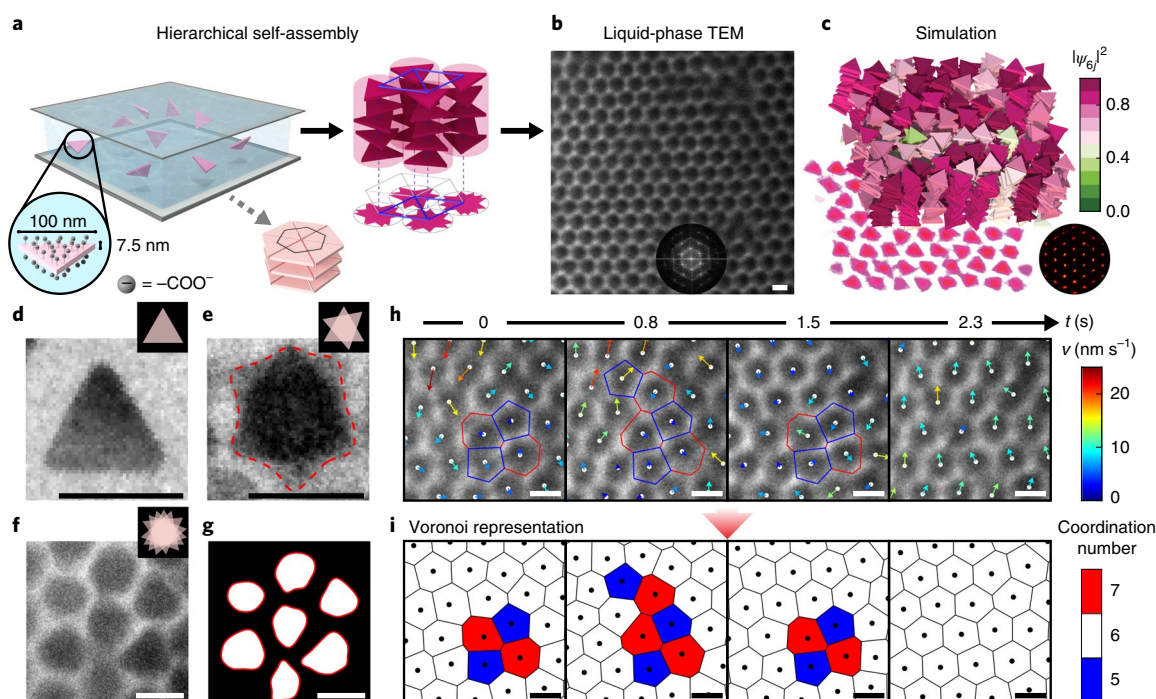 a
Hierarchical self-assembly
100 nm
7.5 nm
= –COO⁻
b
Liquid-phase TEM
c
Simulation
|ψ6j|²
0.8
0.4
0.0
d
e
f
g
h
0 0.8 1.5 2.3 t (s)
v (nm s⁻¹)
20
10
0
i Voronoi representation
Coordination
number
7
6
5